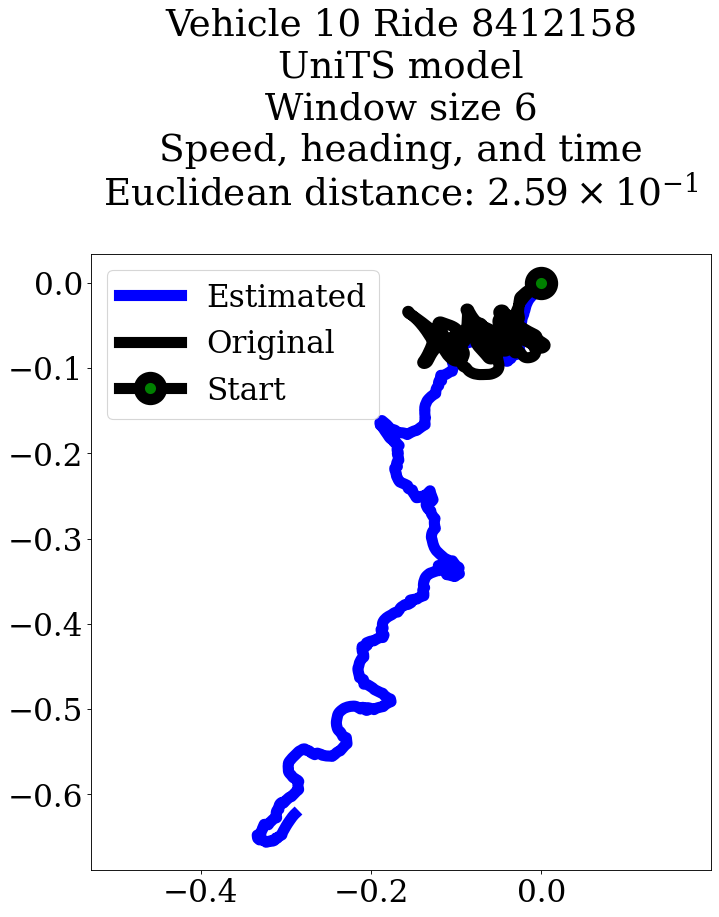 Vehicle 10 Ride 8412158
UniTS model
Window size 6
Speed, heading, and time
Euclidean distance: 2.59 × 10⁻¹
0.0
Estimated
Original
Start
−0.1
−0.2
−0.3
−0.4
−0.5
−0.6
−0.4 −0.2 0.0